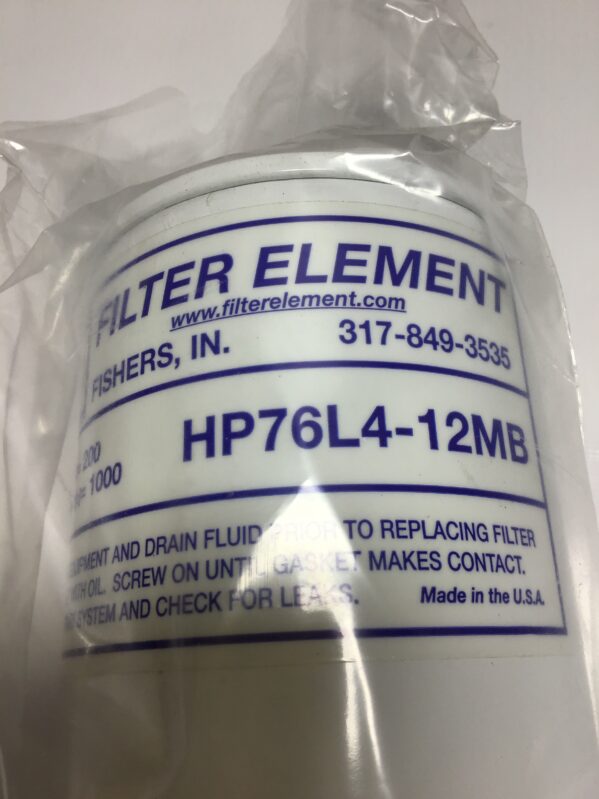 FILTER ELEMENT
www.filterelement.com
FISHERS, IN. 317-849-3535
= 200
= 1000
HP76L4-12MB
AND DRAIN FLUID PRIOR TO REPLACING FILTER
WITH OIL. SCREW ON UNTIL GASKET MAKES CONTACT.
SYSTEM AND CHECK FOR LEAKS. Made in the U.S.A.